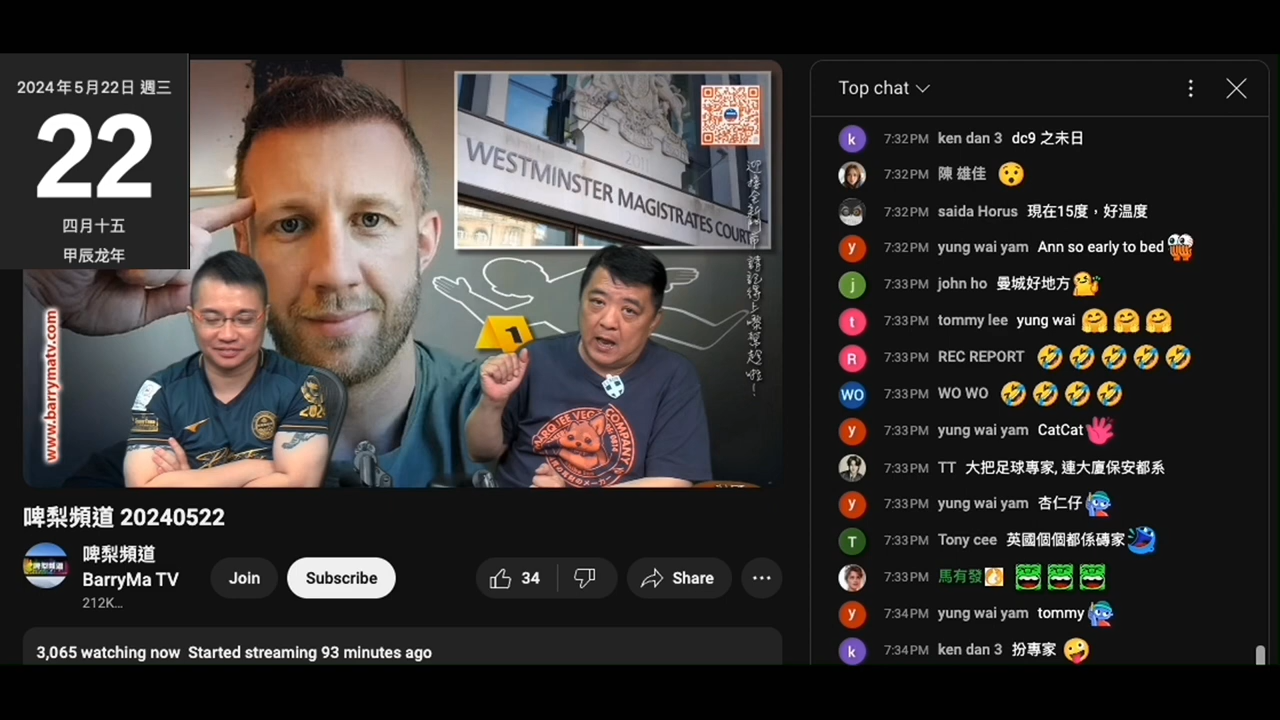 2024年5月22日 週三
22
四月十五
甲辰龙年
WESTMINSTER MAGISTRATES COURT
2011
1
www.barrymatv.com
COMPANY
啤梨頻道 20240522
啤梨頻道
BarryMa TV
212K...
Join
Subscribe
34
Share
3,065 watching now Started streaming 93 minutes ago
Top chat
k 7:32PM ken dan 3 dc9 之未日
7:32PM 陳 雄佳 😯
7:32PM saida Horus 現在15度，好温度
y 7:32PM yung wai yam Ann so early to bed
j 7:33PM john ho 曼城好地方
t 7:33PM tommy lee yung wai 🤗🤗🤗
R 7:33PM REC REPORT 🤣🤣🤣🤣🤣
WO 7:33PM WO WO 🤣🤣🤣🤣
y 7:33PM yung wai yam CatCat
7:33PM TT 大把足球專家, 連大廈保安都系
y 7:33PM yung wai yam 杏仁仔
T 7:33PM Tony cee 英國個個都係磚家
7:33PM 馬有發
y 7:34PM yung wai yam tommy
k 7:34PM ken dan 3 扮專家 🤪